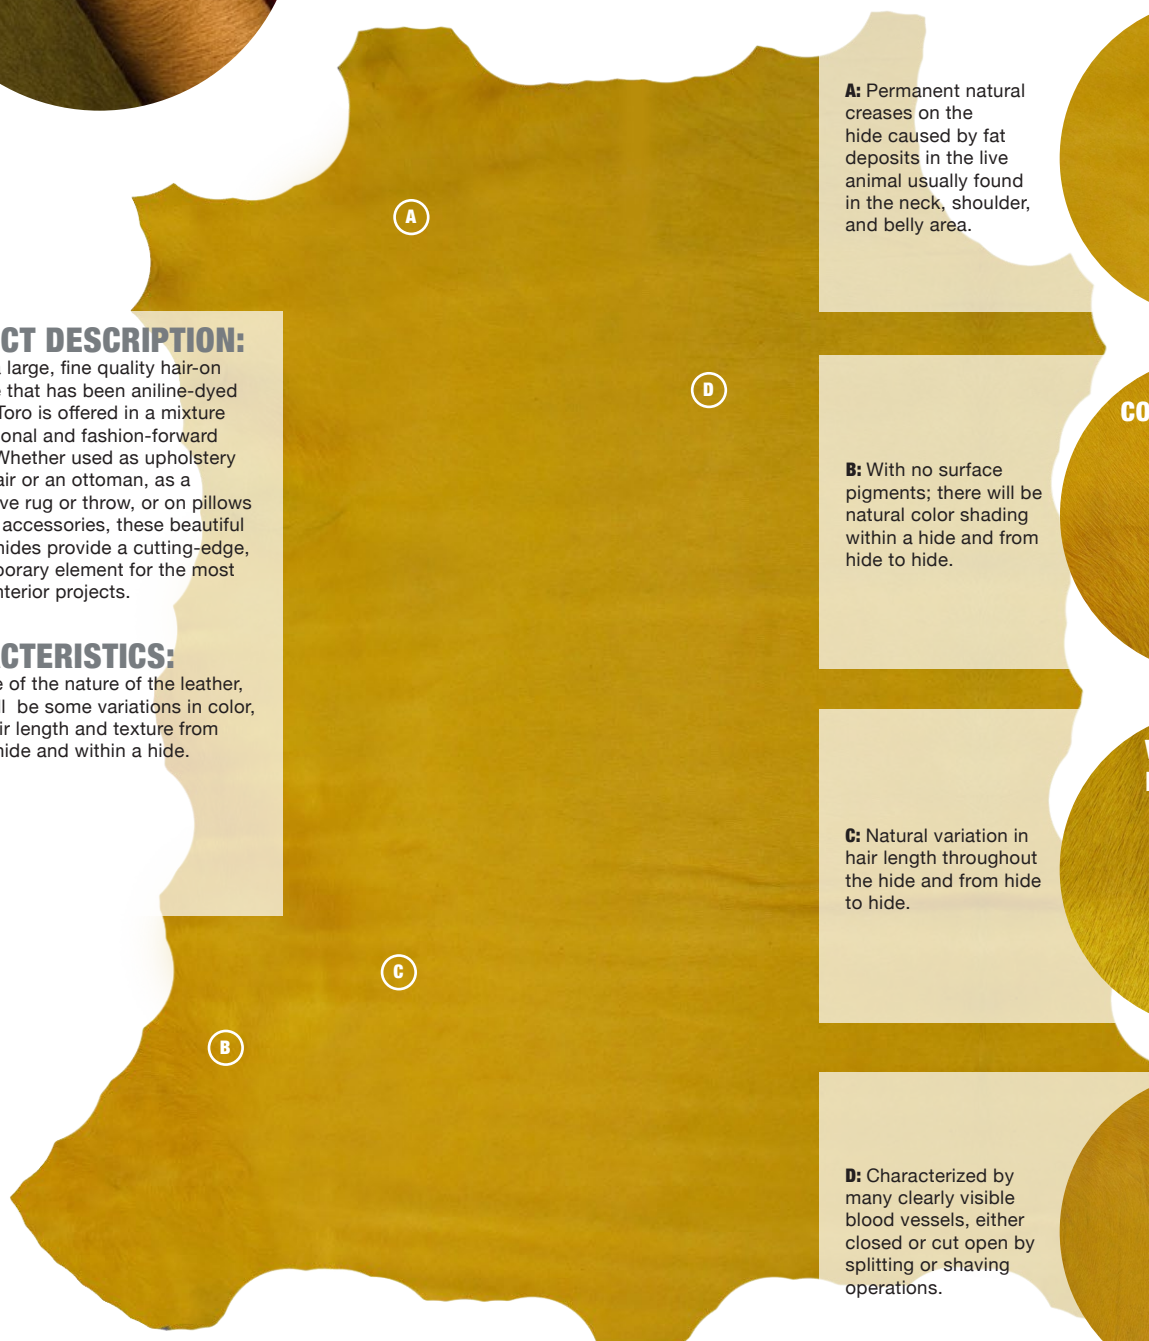 CT DESCRIPTION:
large, fine quality hair-on
that has been aniline-dyed
Toro is offered in a mixture
onal and fashion-forward
Whether used as upholstery
air or an ottoman, as a
ve rug or throw, or on pillows
accessories, these beautiful
hides provide a cutting-edge,
porary element for the most
nterior projects.
CTERISTICS:
e of the nature of the leather,
ll be some variations in color,
ir length and texture from
hide and within a hide.
A
D
C
B
A: Permanent natural
creases on the
hide caused by fat
deposits in the live
animal usually found
in the neck, shoulder,
and belly area.
CO
B: With no surface
pigments; there will be
natural color shading
within a hide and from
hide to hide.
C: Natural variation in
hair length throughout
the hide and from hide
to hide.
D: Characterized by
many clearly visible
blood vessels, either
closed or cut open by
splitting or shaving
operations.